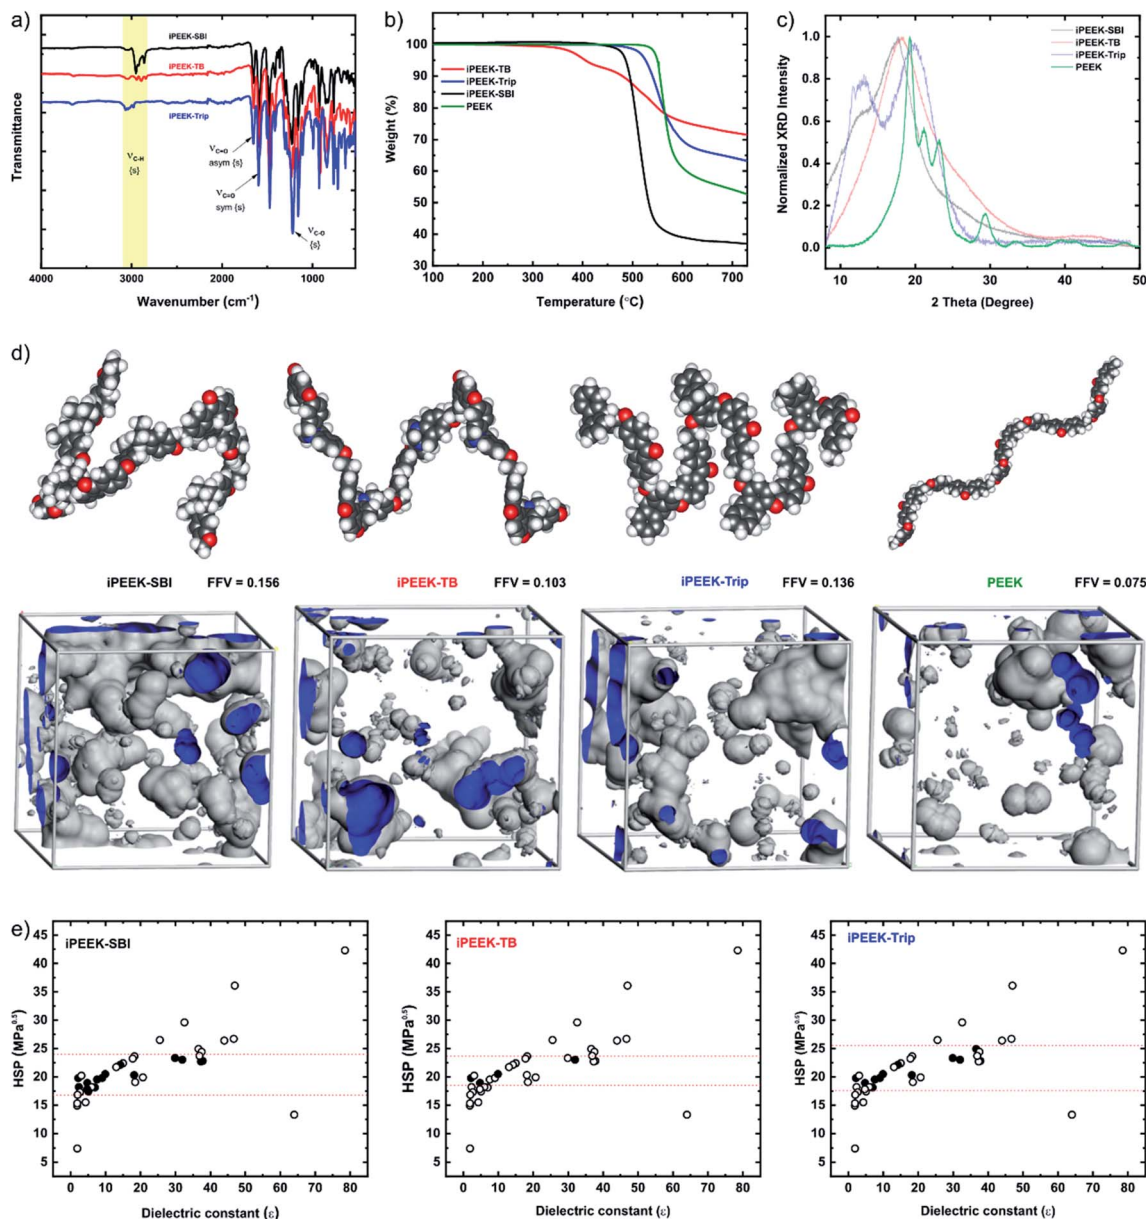 a)
iPEEK-SBI
iPEEK-TB
iPEEK-Trip
νC-H
{s}
νC=O
asym {s}
νC=O
sym {s}
νC-O
{s}
Transmittance
4000 3000 2000 1000
Wavenumber (cm⁻¹)
b)
100
90
80
70
60
50
40
30
iPEEK-TB
iPEEK-Trip
iPEEK-SBI
PEEK
Weight (%)
100 200 300 400 500 600 700
Temperature (°C)
c)
1.0
0.8
0.6
0.4
0.2
0.0
iPEEK-SBI
iPEEK-TB
iPEEK-Trip
PEEK
Normalized XRD Intensity
10 20 30 40 50
2 Theta (Degree)
d)
iPEEK-SBI FFV = 0.156
iPEEK-TB FFV = 0.103
iPEEK-Trip FFV = 0.136
PEEK FFV = 0.075
e)
iPEEK-SBI
HSP (MPa⁰·⁵)
45
40
35
30
25
20
15
10
5
0 10 20 30 40 50 60 70 80
Dielectric constant (ε)
iPEEK-TB
HSP (MPa⁰·⁵)
45
40
35
30
25
20
15
10
5
0 10 20 30 40 50 60 70 80
Dielectric constant (ε)
iPEEK-Trip
HSP (MPa⁰·⁵)
45
40
35
30
25
20
15
10
5
0 10 20 30 40 50 60 70 80
Dielectric constant (ε)